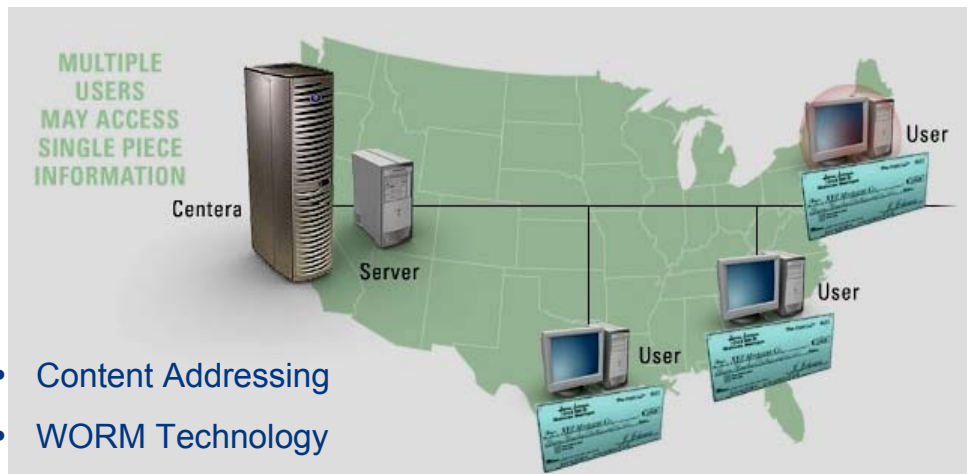 MULTIPLE
USERS
MAY ACCESS
SINGLE PIECE
INFORMATION
User
Centera
Server
User
User
• Content Addressing
• WORM Technology